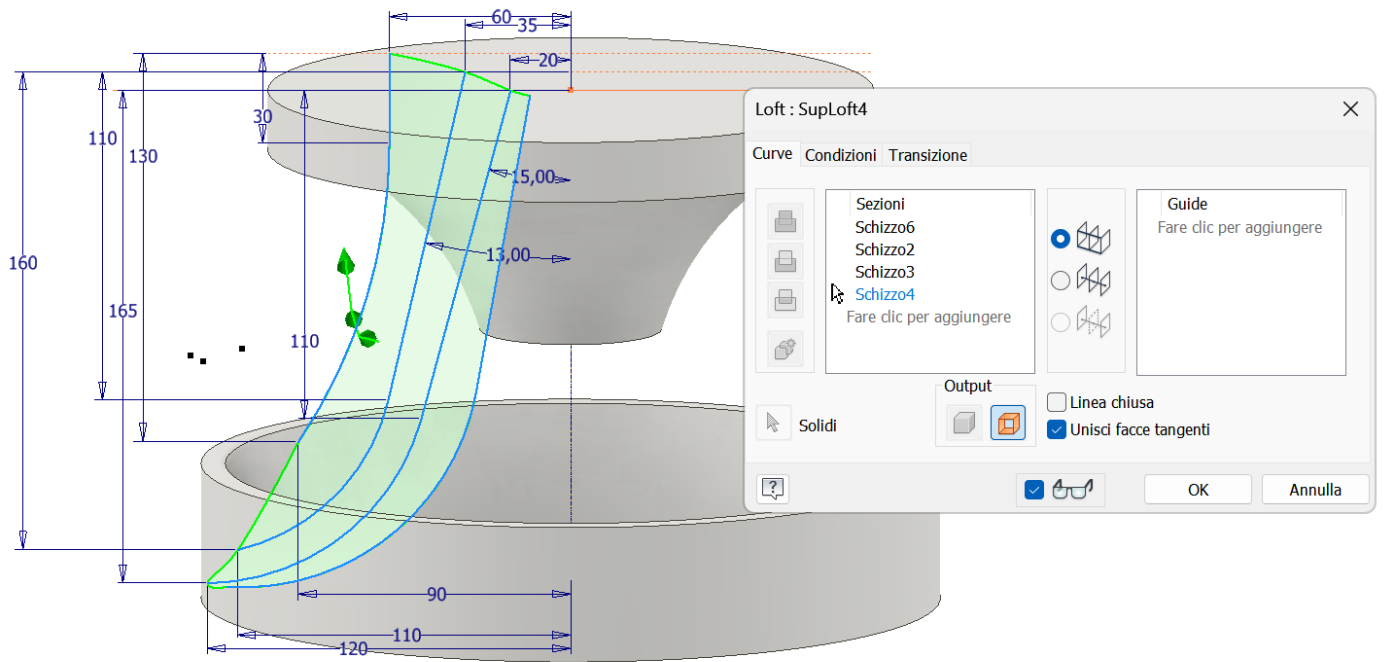 60
35
20
30
110
130
15,00
13,00
160
165
110
90
110
120
Loft : SupLoft4
Curve Condizioni Transizione
Sezioni
Schizzo6
Schizzo2
Schizzo3
Schizzo4
Fare clic per aggiungere
Guide
Fare clic per aggiungere
Output
Solidi
Linea chiusa
Unisci facce tangenti
?
OK
Annulla